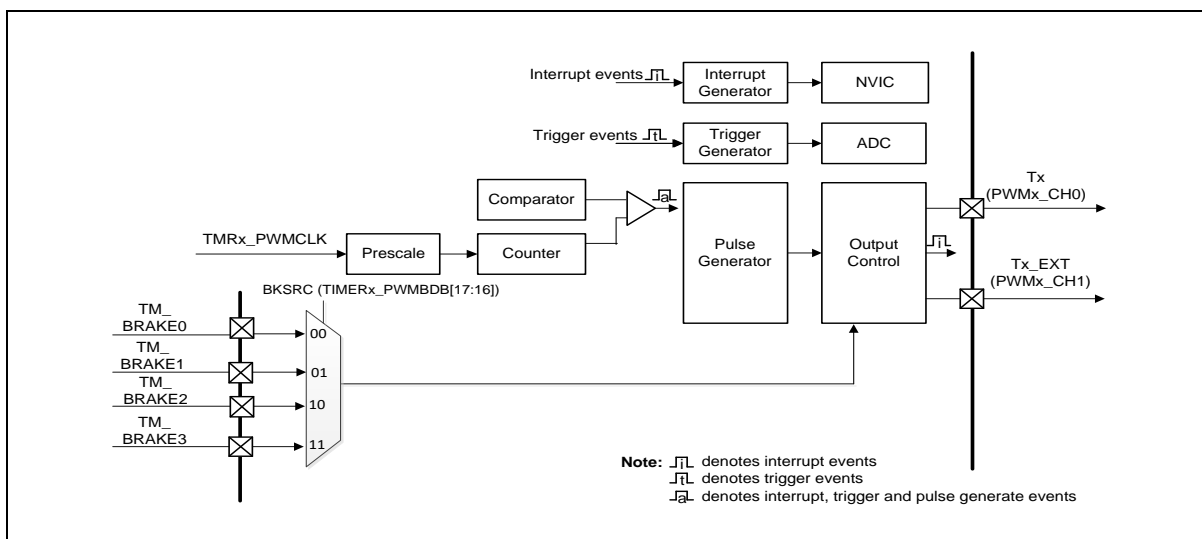 Interrupt events
i
Interrupt
Generator
NVIC
Trigger events
t
Trigger
Generator
ADC
Comparator
a
TMRx_PWMCLK
Prescale
Counter
Pulse
Generator
Output
Control
i
Tx
(PWMx_CH0)
Tx_EXT
(PWMx_CH1)
BKSRC (TIMERx_PWMBDB[17:16])
TM_
BRAKE0
00
TM_
BRAKE1
01
TM_
BRAKE2
10
TM_
BRAKE3
11
Note: i denotes interrupt events
t denotes trigger events
a denotes interrupt, trigger and pulse generate events